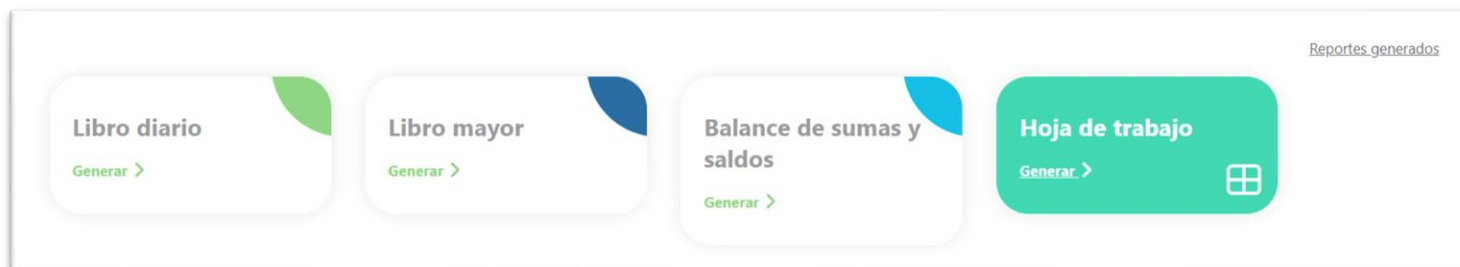 Reportes generados
Libro diario
Generar
Libro mayor
Generar
Balance de sumas y
saldos
Generar
Hoja de trabajo
Generar